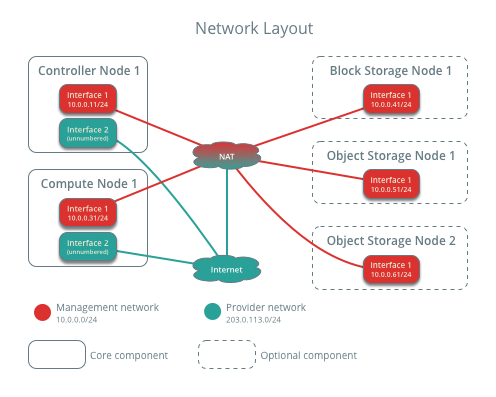 Network Layout
Controller Node 1
Interface 1
10.0.0.11/24
Interface 2
(unnumbered)
Compute Node 1
Interface 1
10.0.0.31/24
Interface 2
(unnumbered)
NAT
Internet
Block Storage Node 1
Interface 1
10.0.0.41/24
Object Storage Node 1
Interface 1
10.0.0.51/24
Object Storage Node 2
Interface 1
10.0.0.61/24
Management network
10.0.0.0/24
Provider network
203.0.113.0/24
Core component
Optional component